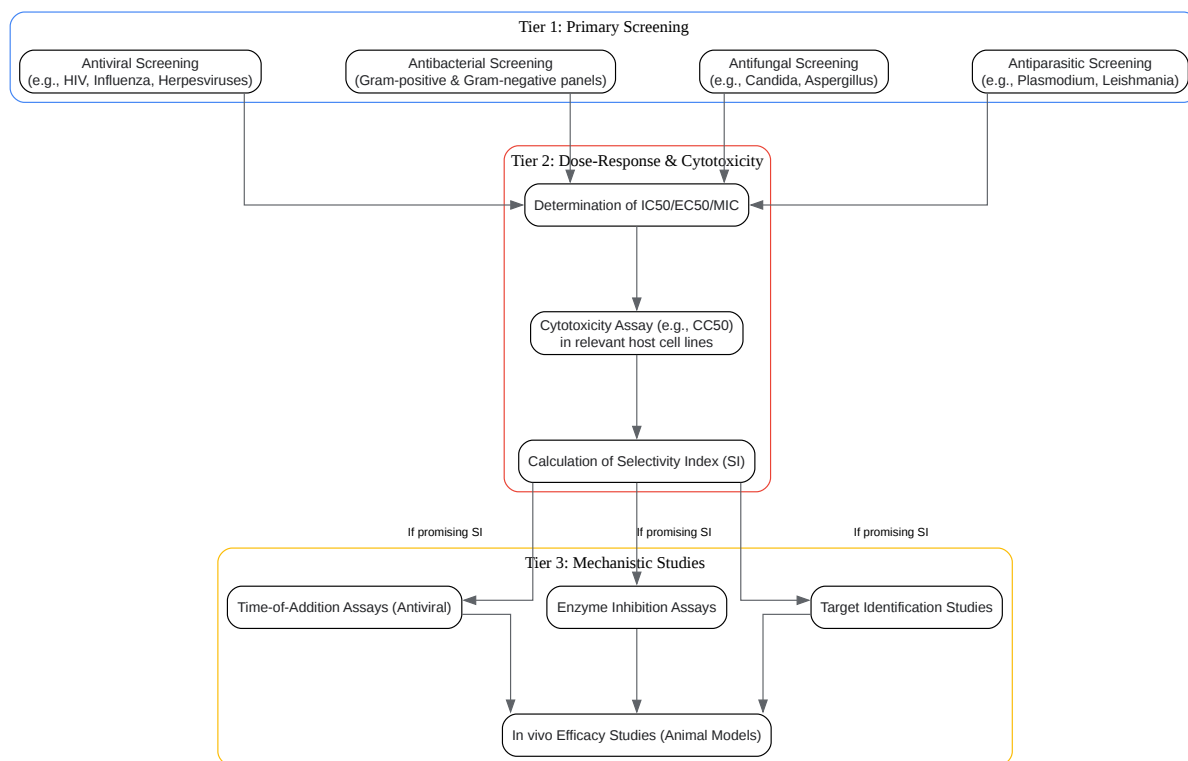 Tier 1: Primary Screening
Antiviral Screening
(e.g., HIV, Influenza, Herpesviruses)
Antibacterial Screening
(Gram-positive & Gram-negative panels)
Antifungal Screening
(e.g., Candida, Aspergillus)
Antiparasitic Screening
(e.g., Plasmodium, Leishmania)
Tier 2: Dose-Response & Cytotoxicity
Determination of IC50/EC50/MIC
Cytotoxicity Assay (e.g., CC50)
in relevant host cell lines
Calculation of Selectivity Index (SI)
If promising SI
If promising SI
If promising SI
Tier 3: Mechanistic Studies
Time-of-Addition Assays (Antiviral)
Enzyme Inhibition Assays
Target Identification Studies
In vivo Efficacy Studies (Animal Models)